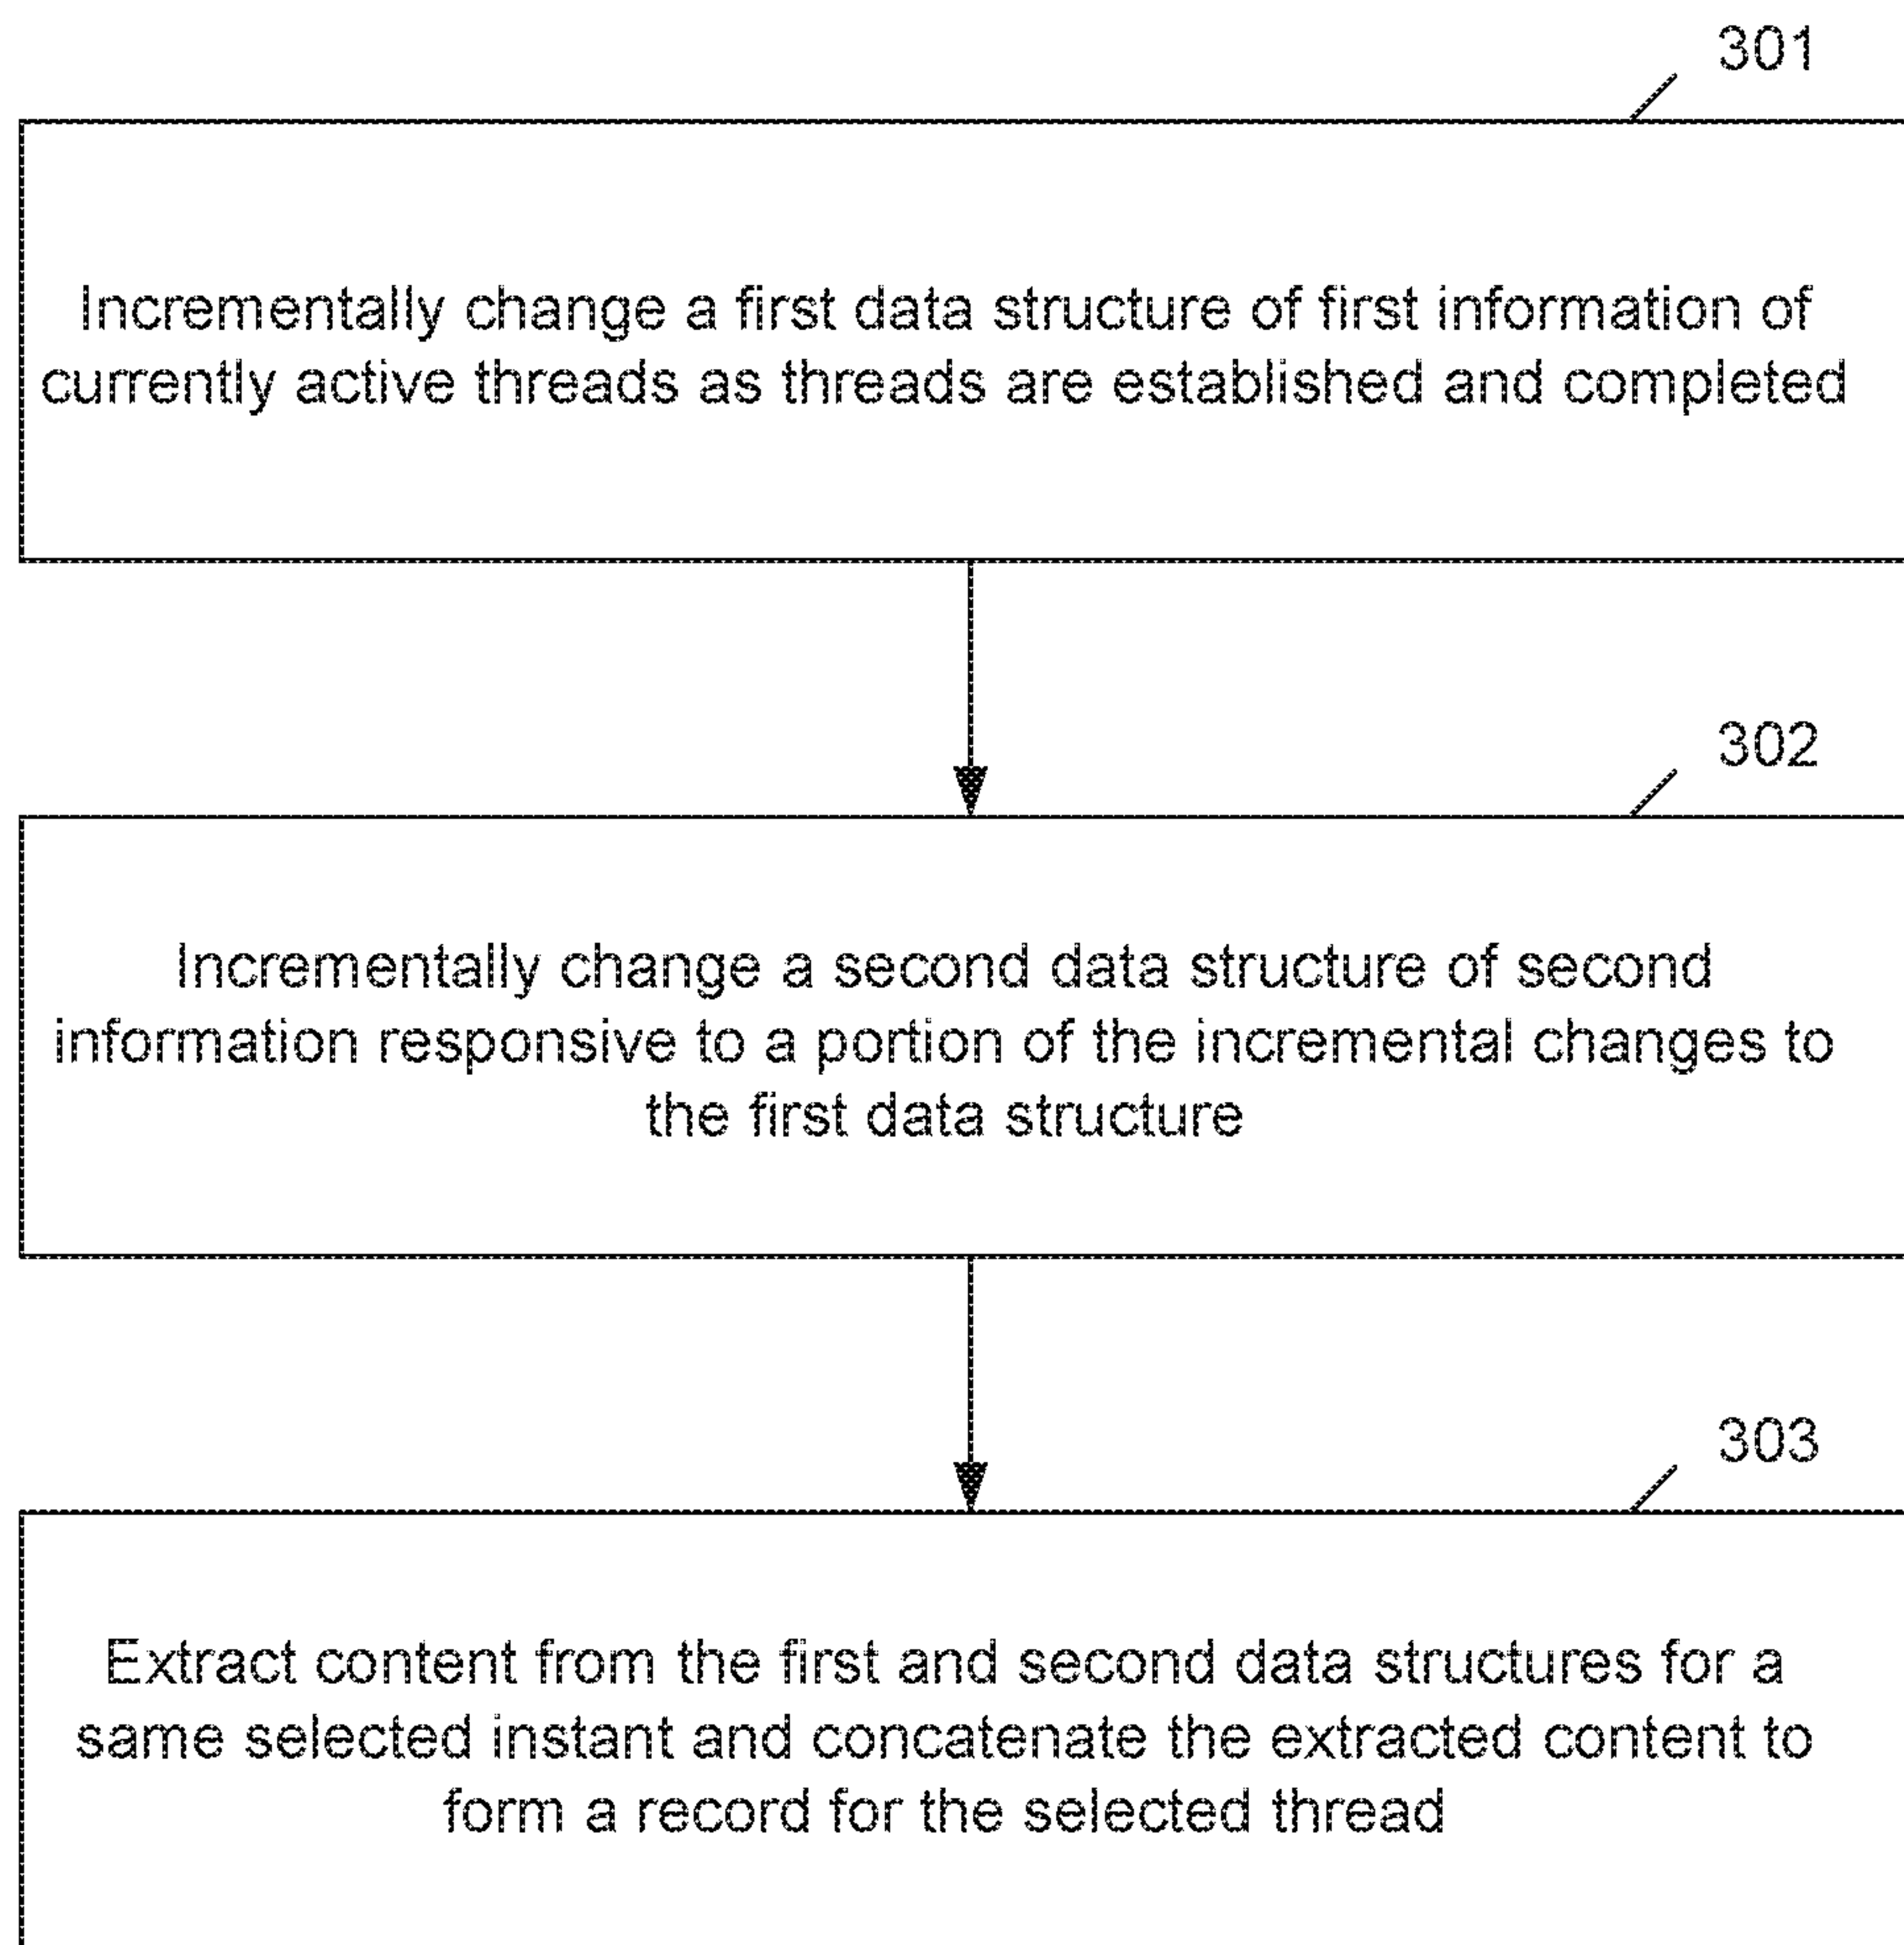 301
Incrementally change a first data structure of first information of
currently active threads as threads are established and completed
302
Incrementally change a second data structure of second
information responsive to a portion of the incremental changes to
the first data structure
303
Extract content from the first and second data structures for a
same selected instant and concatenate the extracted content to
form a record for the selected thread